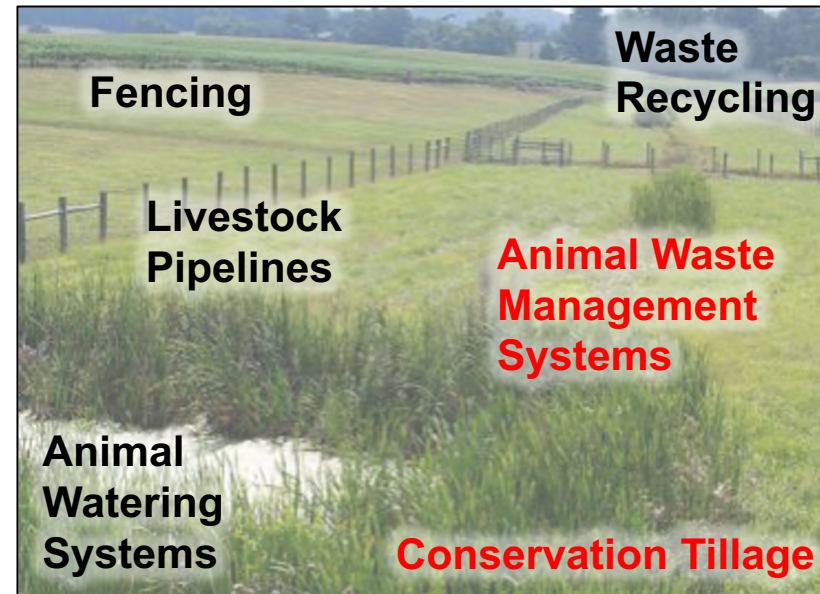 Fencing
Waste
Recycling
Livestock
Pipelines
Animal Waste
Management
Systems
Animal
Watering
Systems
Conservation Tillage